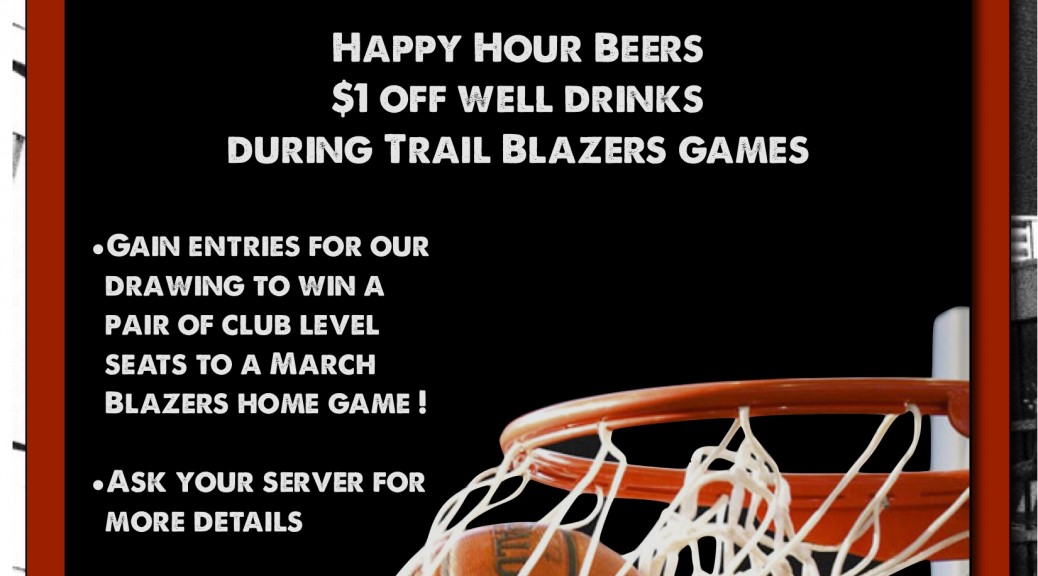 Happy Hour Beers
$1 off well drinks
during Trail Blazers games
•Gain entries for our
drawing to win a
pair of club level
seats to a March
Blazers home game !
•Ask your server for
more details